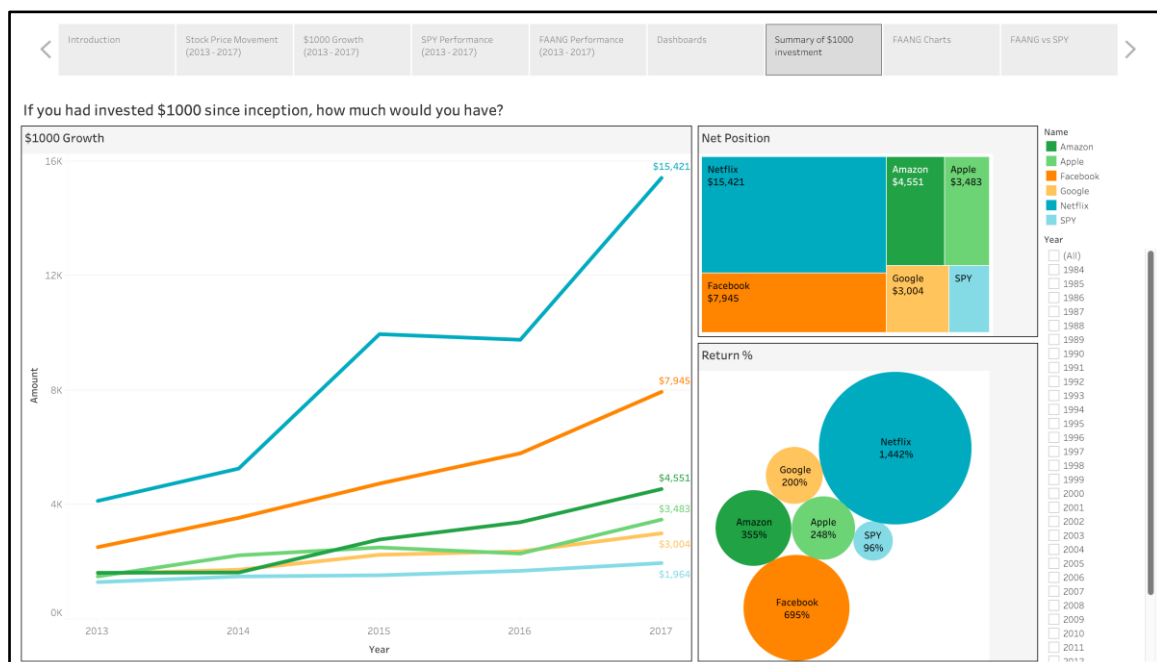 Introduction
Stock Price Movement
(2013 - 2017)
$1000 Growth
(2013 - 2017)
SPY Performance
(2013 - 2017)
FAANG Performance
(2013 - 2017)
Dashboards
Summary of $1000
investment
FAANG Charts
FAANG vs SPY
If you had invested $1000 since inception, how much would you have?
$1000 Growth
16K
12K
8K
4K
0K
Amount
$15,421
$7,945
$4,551
$3,483
$3,004
$1,964
2013
2014
2015
2016
2017
Year
Net Position
Netflix
$15,421
Amazon
$4,551
Apple
$3,483
Facebook
$7,945
Google
$3,004
SPY
Return %
Netflix
1,442%
Google
200%
Amazon
355%
Apple
248%
SPY
96%
Facebook
695%
Name
Amazon
Apple
Facebook
Google
Netflix
SPY
Year
(All)
1984
1985
1986
1987
1988
1989
1990
1991
1992
1993
1994
1995
1996
1997
1998
1999
2000
2001
2002
2003
2004
2005
2006
2007
2008
2009
2010
2011